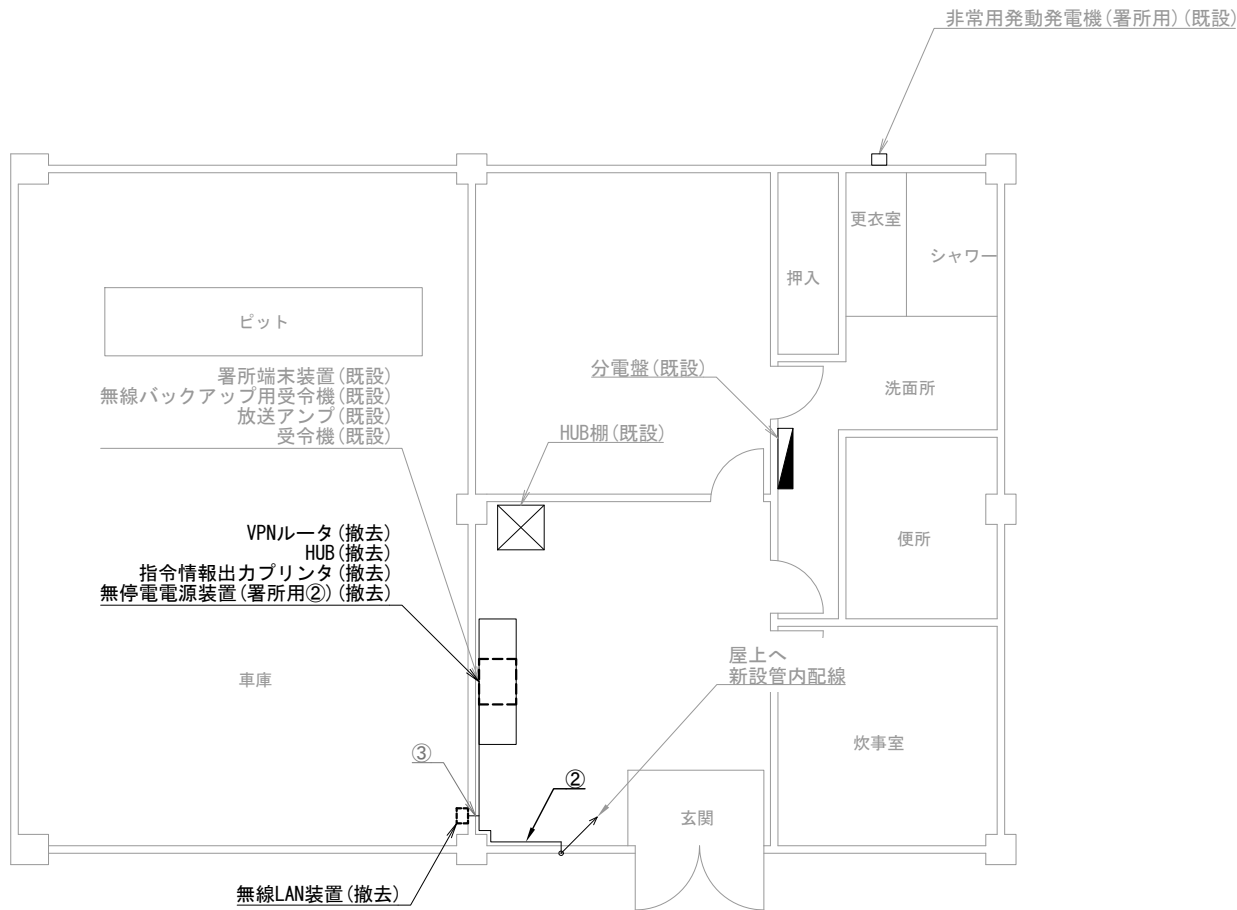 非常用発動発電機(署所用)(既設)
更衣室
シャワー
押入
ピット
分電盤(既設)
洗面所
署所端末装置(既設)
無線バックアップ用受令機(既設)
放送アンプ(既設)
受令機(既設)
HUB棚(既設)
VPNルータ(撤去)
HUB(撤去)
指令情報出力プリンタ(撤去)
無停電電源装置(署所用②)(撤去)
便所
屋上へ
新設管内配線
車庫
炊事室
③
②
玄関
無線LAN装置(撤去)